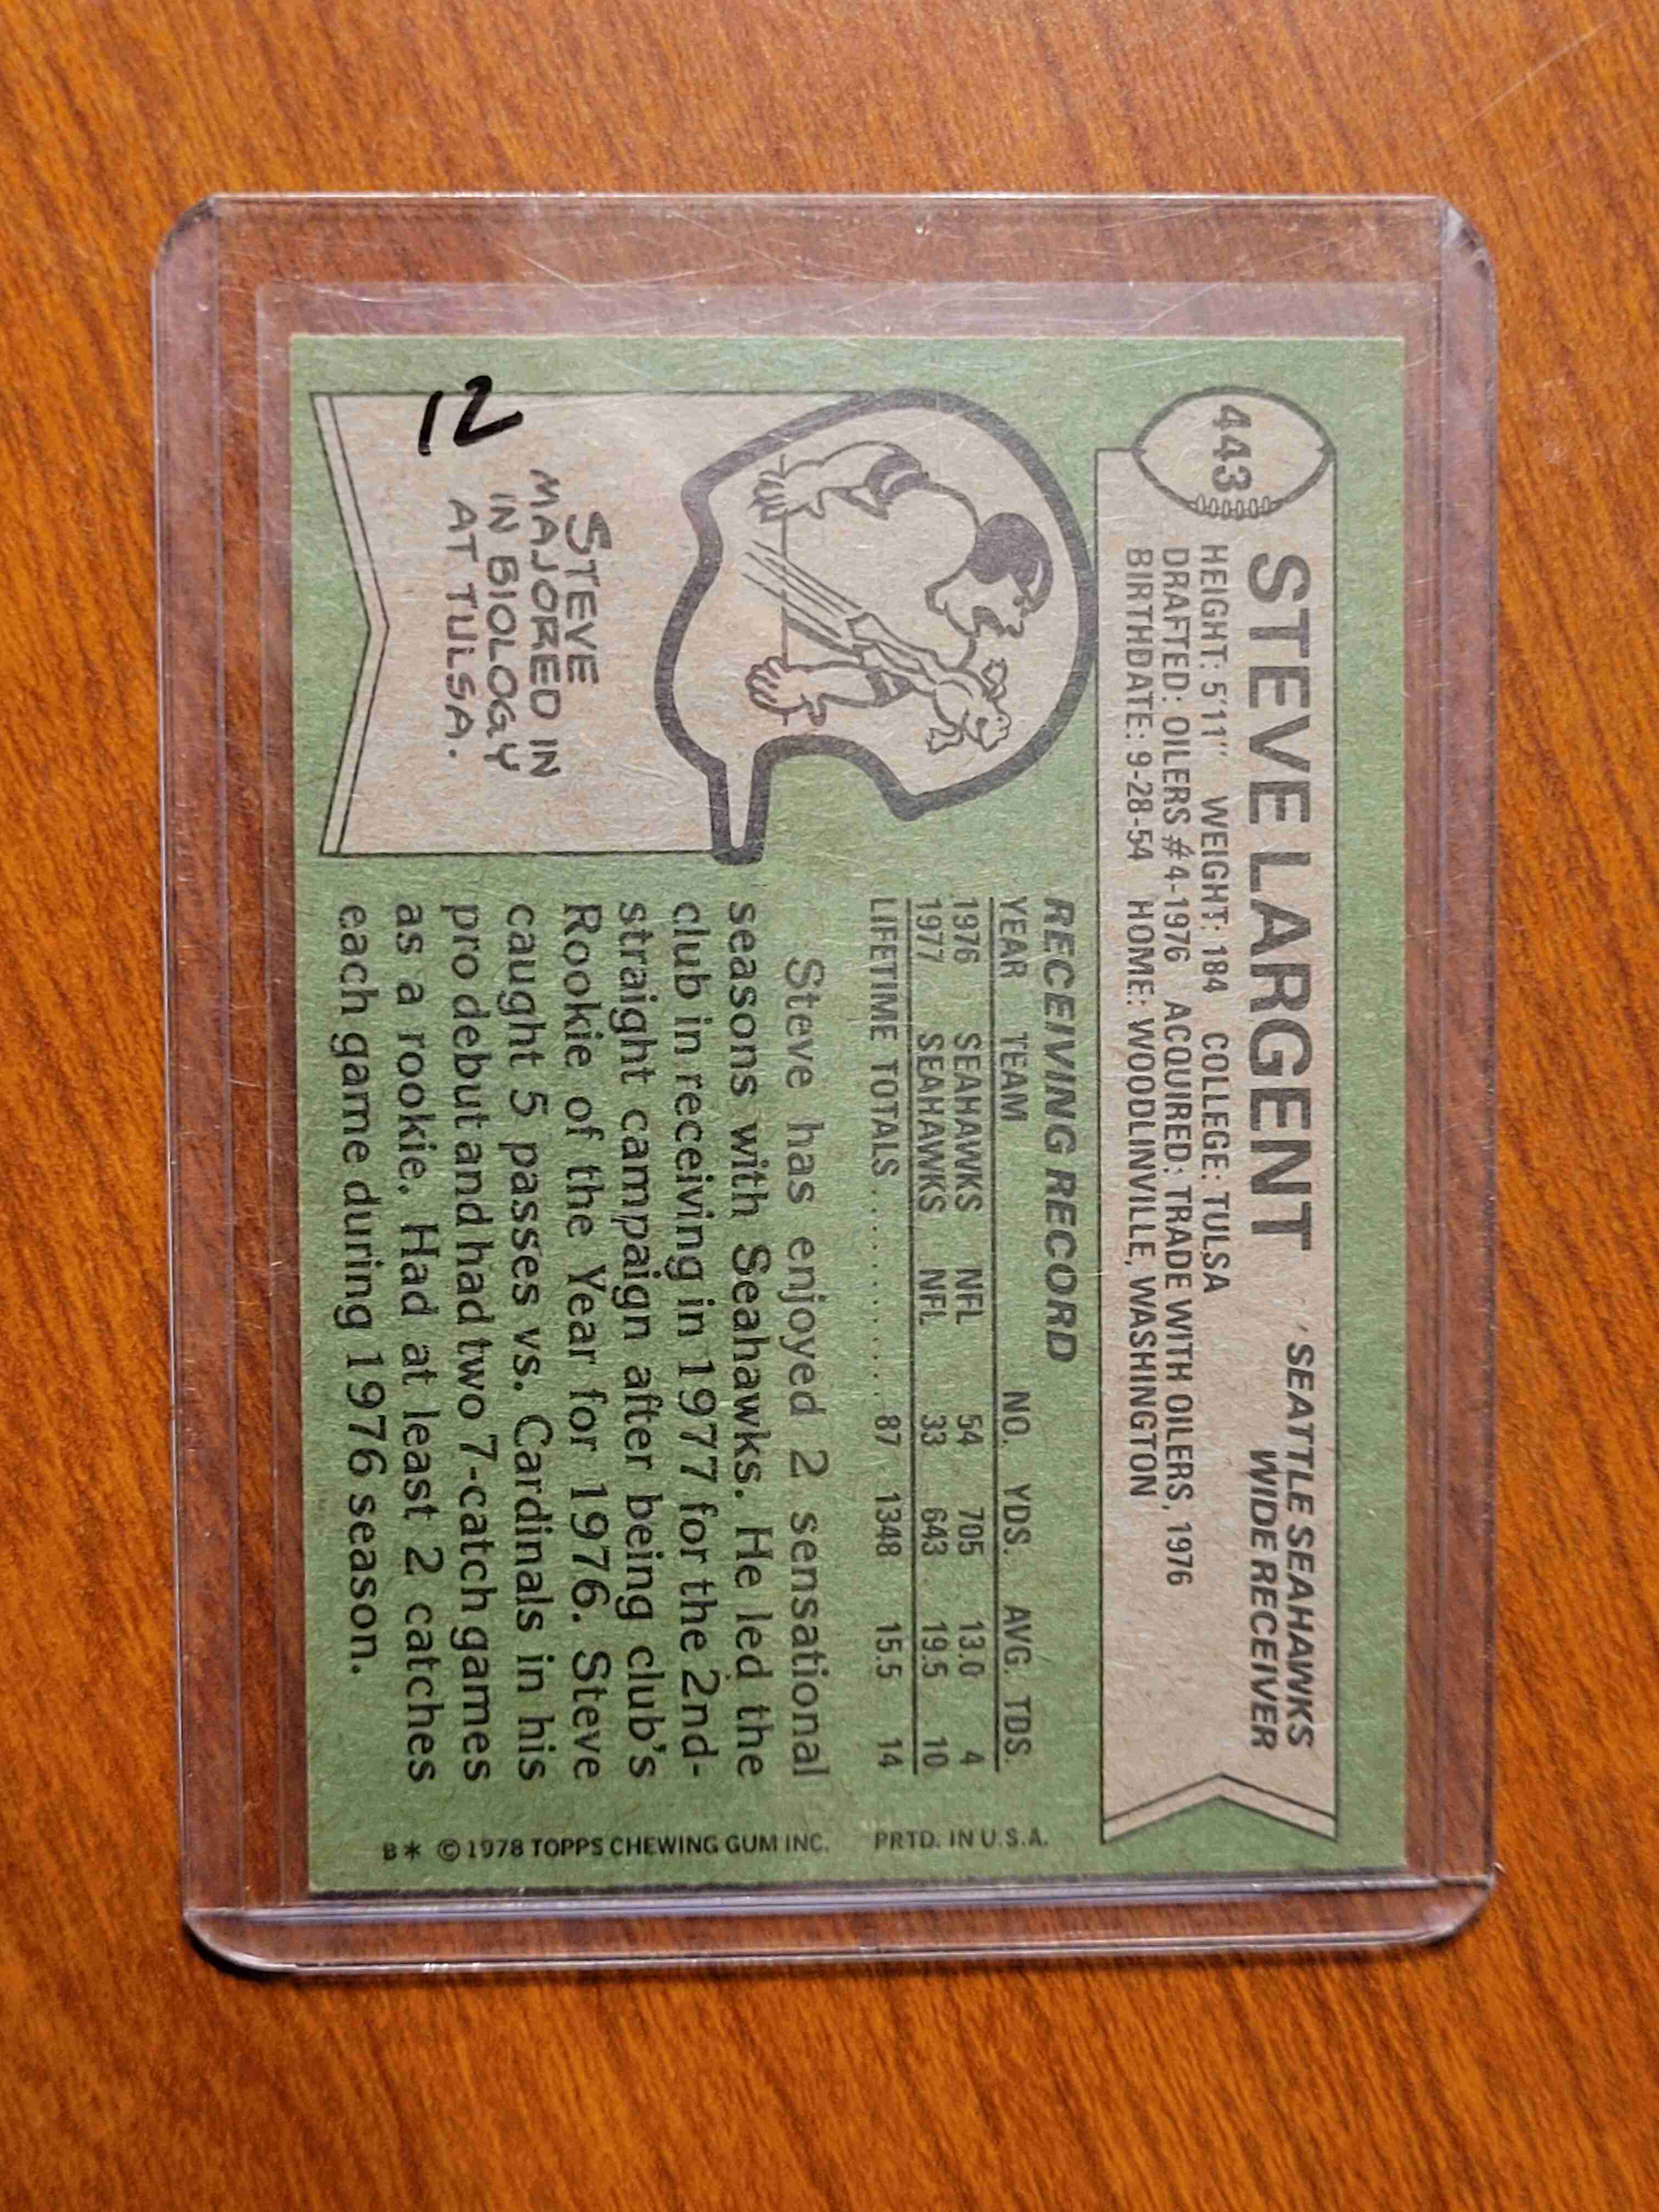 443
STEVE LARGENT
SEATTLE SEAHAWKS
WIDE RECEIVER
HEIGHT: 5'11" WEIGHT: 184 COLLEGE: TULSA
DRAFTED: OILERS #4-1976 ACQUIRED: TRADE WITH OILERS, 1976
BIRTHDATE: 9-28-54 HOME: WOODLINVILLE, WASHINGTON
STEVE
MAJORED IN
IN BIOLOGY
AT TULSA.
12
RECEIVING RECORD
YEAR TEAM NO. YDS. AVG. TDS.
1976 SEAHAWKS NFL 54 705 13.0 4
1977 SEAHAWKS NFL 33 643 19.5 10
LIFETIME TOTALS .......... 87 1348 15.5 14
Steve has enjoyed 2 sensational
seasons with Seahawks. He led the
club in receiving in 1977 for the 2nd-
straight campaign after being club's
Rookie of the Year for 1976. Steve
caught 5 passes vs. Cardinals in his
pro debut and had two 7-catch games
as a rookie. Had at least 2 catches
each game during 1976 season.
B* © 1978 TOPPS CHEWING GUM INC. PRTD. IN U.S.A.